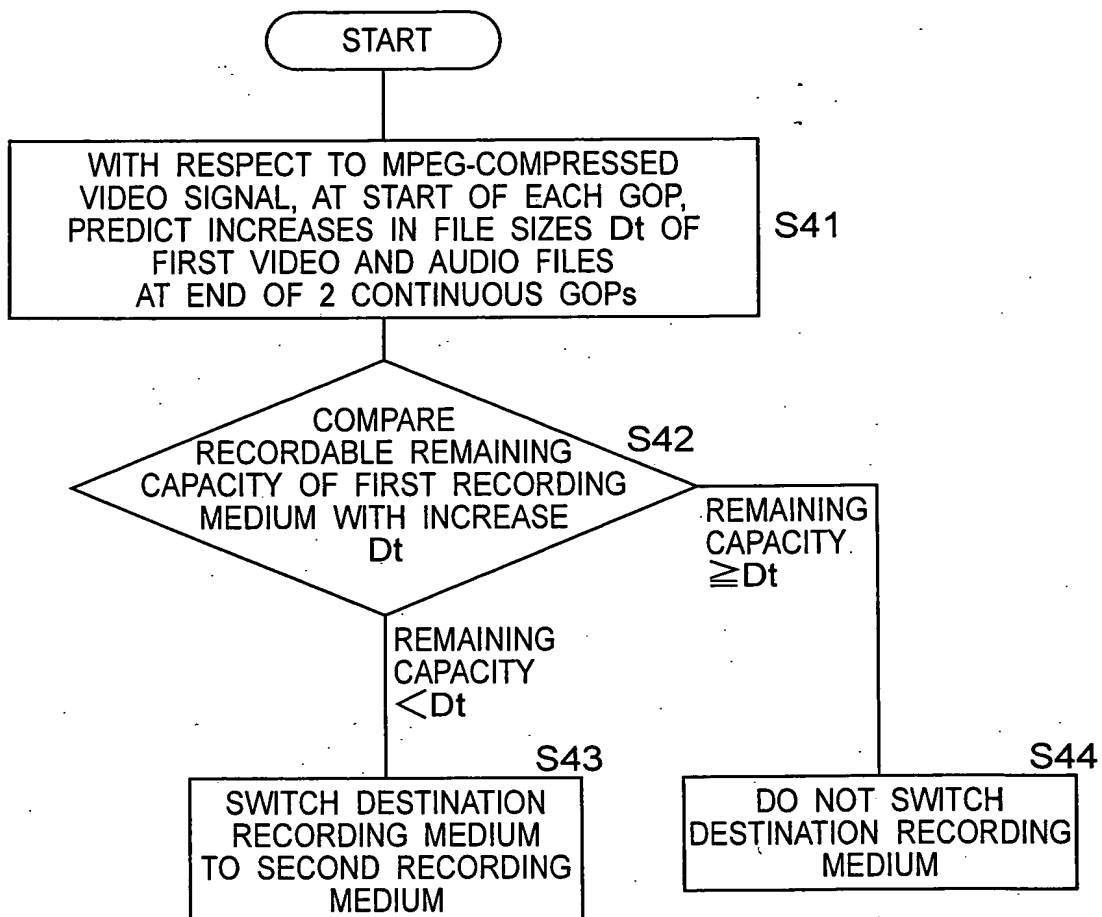 START
WITH RESPECT TO MPEG-COMPRESSED
VIDEO SIGNAL, AT START OF EACH GOP,
PREDICT INCREASES IN FILE SIZES Dt OF
FIRST VIDEO AND AUDIO FILES
AT END OF 2 CONTINUOUS GOPs
S41
COMPARE
RECORDABLE REMAINING
CAPACITY OF FIRST RECORDING
MEDIUM WITH INCREASE
Dt
S42
REMAINING
CAPACITY
≧Dt
REMAINING
CAPACITY
<Dt
S43
SWITCH DESTINATION
RECORDING MEDIUM
TO SECOND RECORDING
MEDIUM
S44
DO NOT SWITCH
DESTINATION RECORDING
MEDIUM